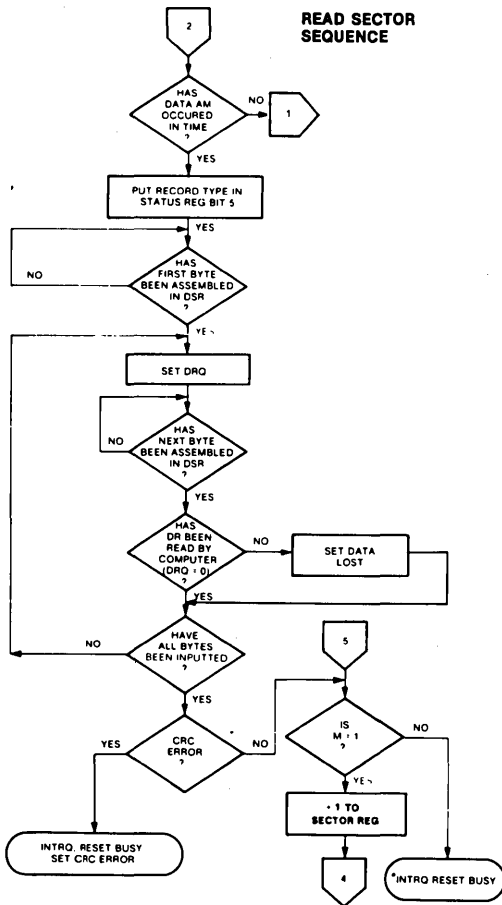 READ SECTOR
SEQUENCE
2
HAS
DATA AM
OCCURED
IN TIME
?
NO
1
YES
PUT RECORD TYPE IN
STATUS REG BIT 5
YES
HAS
FIRST BYTE
BEEN ASSEMBLED
IN DSR
?
NO
YES
SET DRQ
HAS
NEXT BYTE
BEEN ASSEMBLED
IN DSR
?
NO
YES
HAS
DR BEEN
READ BY
COMPUTER
(DRQ = 0)
?
NO
SET DATA
LOST
YES
HAVE
ALL BYTES
BEEN INPUTTED
?
NO
YES
5
CRC
ERROR
?
YES
NO
IS
M = 1
?
NO
YES
+ 1 TO
SECTOR REG
INTRQ, RESET BUSY
SET CRC ERROR
4
INTRQ RESET BUSY